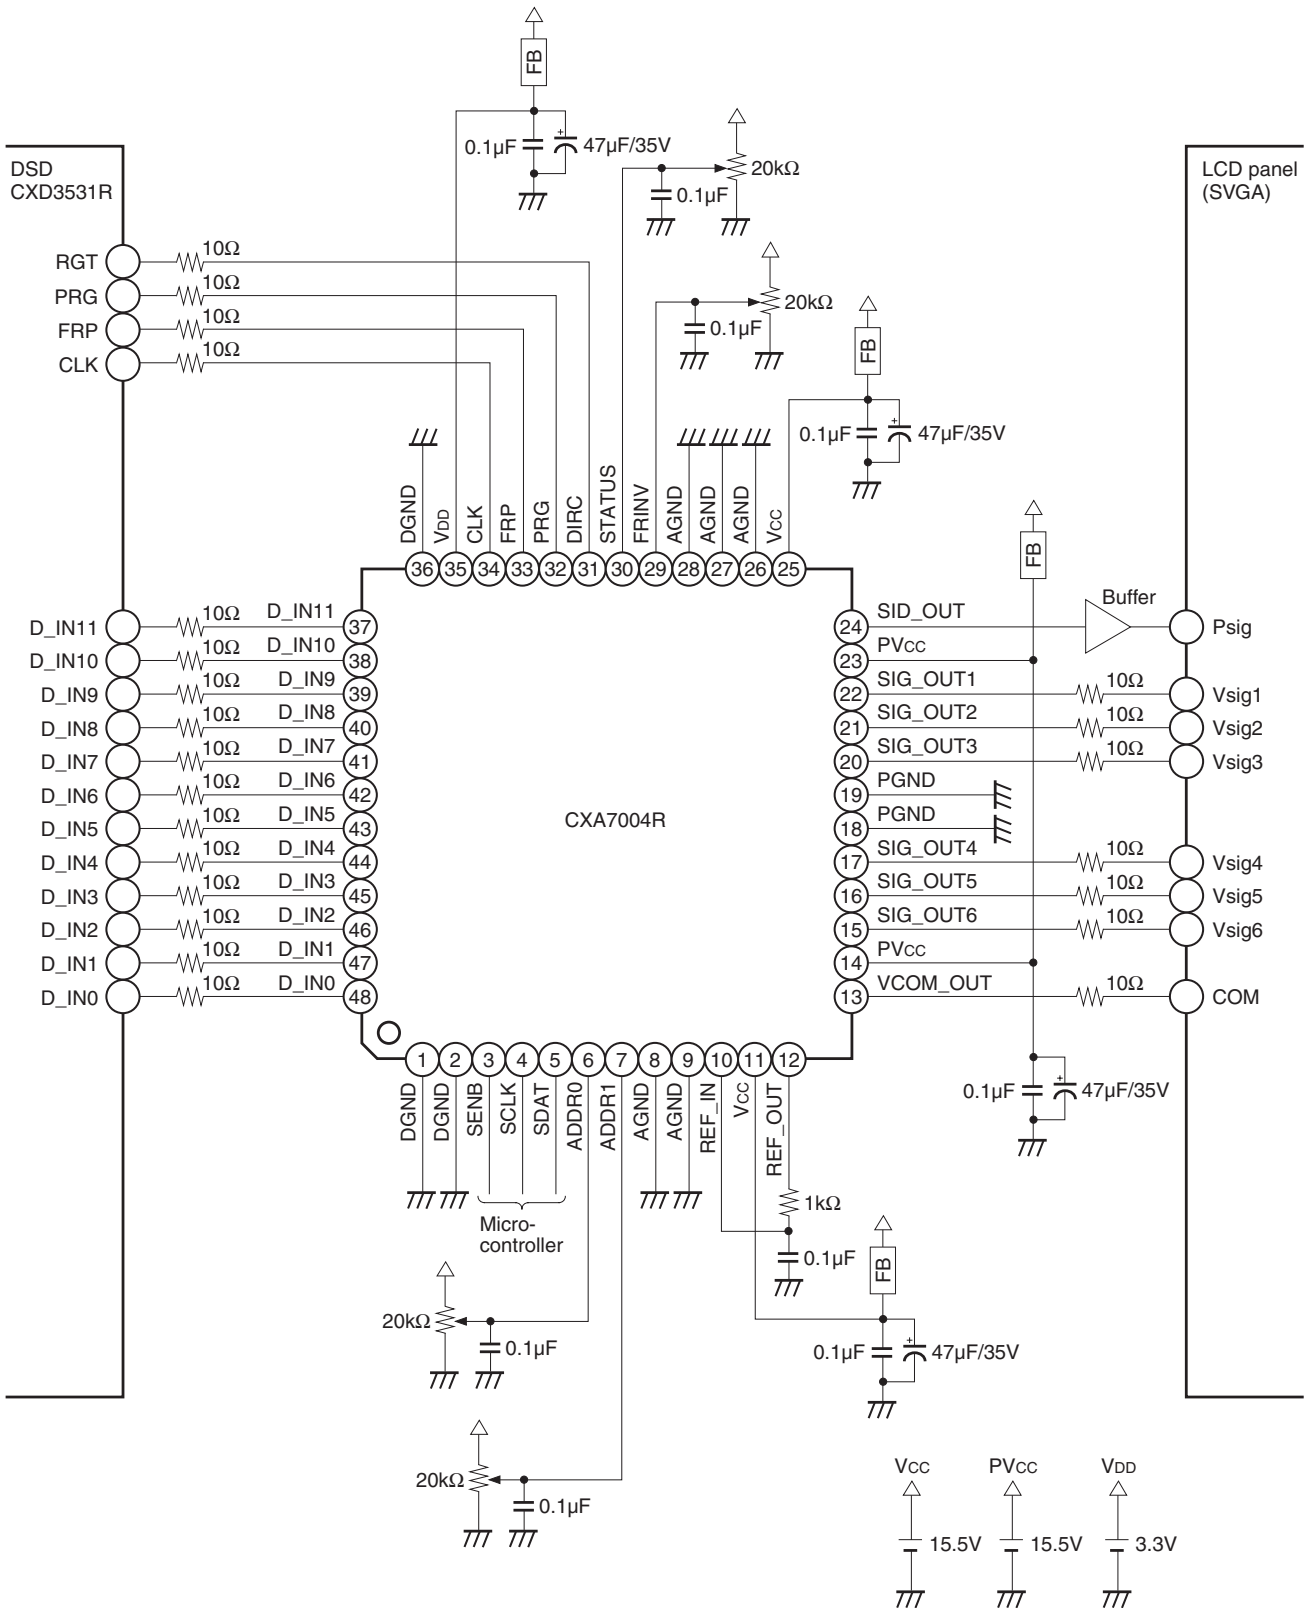 FB
0.1µF
47µF/35V
20kΩ
0.1µF
DSD
CXD3531R
LCD panel
(SVGA)
RGT
10Ω
PRG
10Ω
FRP
10Ω
CLK
10Ω
20kΩ
0.1µF
FB
0.1µF
47µF/35V
DGND
VDD
CLK
FRP
PRG
DIRC
STATUS
FRINV
AGND
AGND
AGND
VCC
36 35 34 33 32 31 30 29 28 27 26 25
FB
D_IN11 10Ω D_IN11 37
D_IN10 10Ω D_IN10 38
D_IN9 10Ω D_IN9 39
D_IN8 10Ω D_IN8 40
D_IN7 10Ω D_IN7 41
D_IN6 10Ω D_IN6 42
D_IN5 10Ω D_IN5 43
D_IN4 10Ω D_IN4 44
D_IN3 10Ω D_IN3 45
D_IN2 10Ω D_IN2 46
D_IN1 10Ω D_IN1 47
D_IN0 10Ω D_IN0 48
CXA7004R
24 SID_OUT Buffer Psig
23 PVCC
22 SIG_OUT1 10Ω Vsig1
21 SIG_OUT2 10Ω Vsig2
20 SIG_OUT3 10Ω Vsig3
19 PGND
18 PGND
17 SIG_OUT4 10Ω Vsig4
16 SIG_OUT5 10Ω Vsig5
15 SIG_OUT6 10Ω Vsig6
14 PVCC
13 VCOM_OUT 10Ω COM
1 2 3 4 5 6 7 8 9 10 11 12
DGND
DGND
SENB
SCLK
SDAT
ADDR0
ADDR1
AGND
AGND
REF_IN
VCC
REF_OUT
0.1µF
47µF/35V
Micro-
controller
1kΩ
0.1µF
FB
20kΩ
0.1µF
0.1µF
47µF/35V
20kΩ
0.1µF
VCC
15.5V
PVCC
15.5V
VDD
3.3V